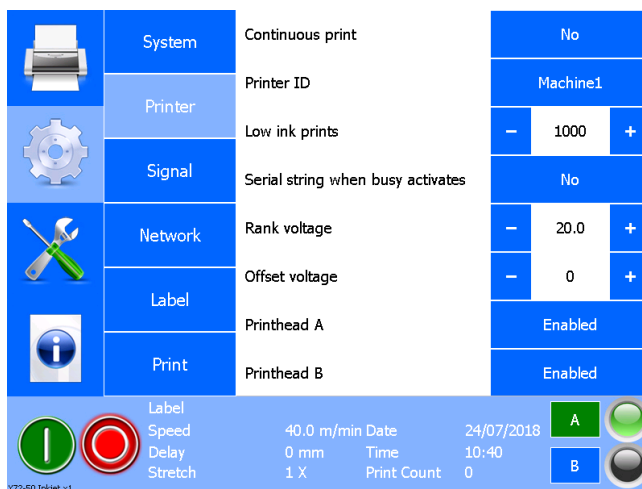 System
Printer
Signal
Network
Label
Print
Continuous print No
Printer ID Machine1
Low ink prints − 1000 +
Serial string when busy activates No
Rank voltage − 20.0 +
Offset voltage − 0 +
Printhead A Enabled
Printhead B Enabled
Label
Speed 40.0 m/min Date 24/07/2018
Delay 0 mm Time 10:40
Stretch 1 X Print Count 0
A
B